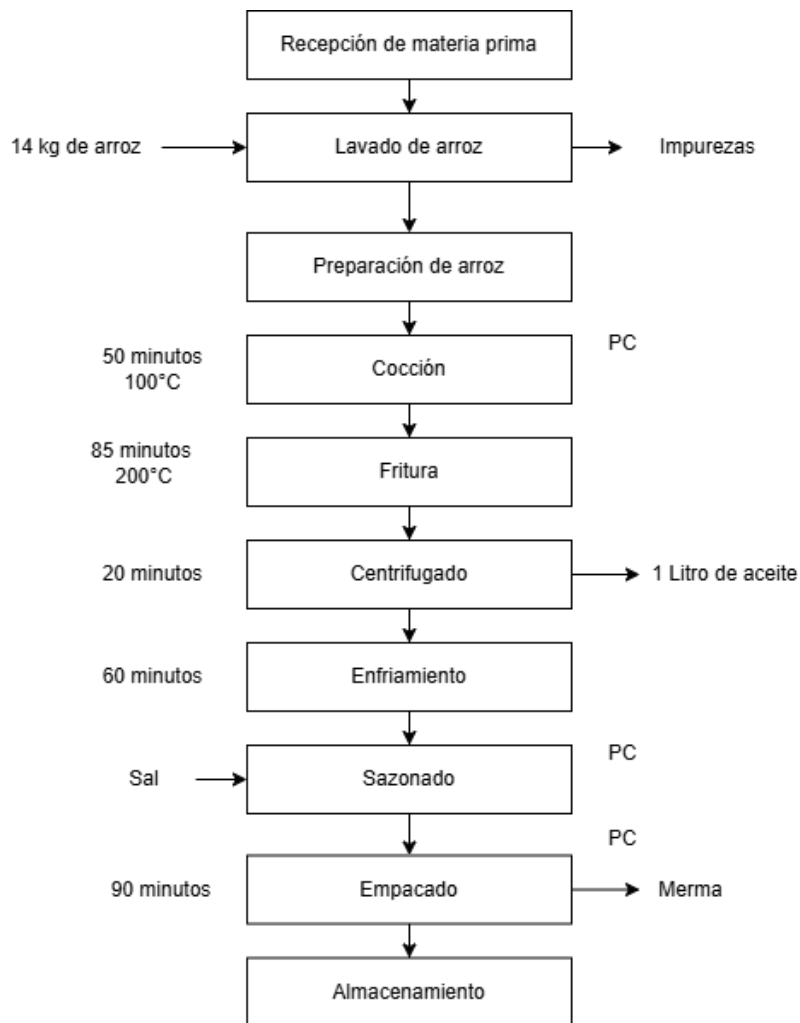 Recepción de materia prima
14 kg de arroz
Lavado de arroz
Impurezas
Preparación de arroz
PC
50 minutos
100°C
Cocción
85 minutos
200°C
Fritura
20 minutos
Centrifugado
1 Litro de aceite
60 minutos
Enfriamiento
PC
Sal
Sazonado
PC
90 minutos
Empacado
Merma
Almacenamiento